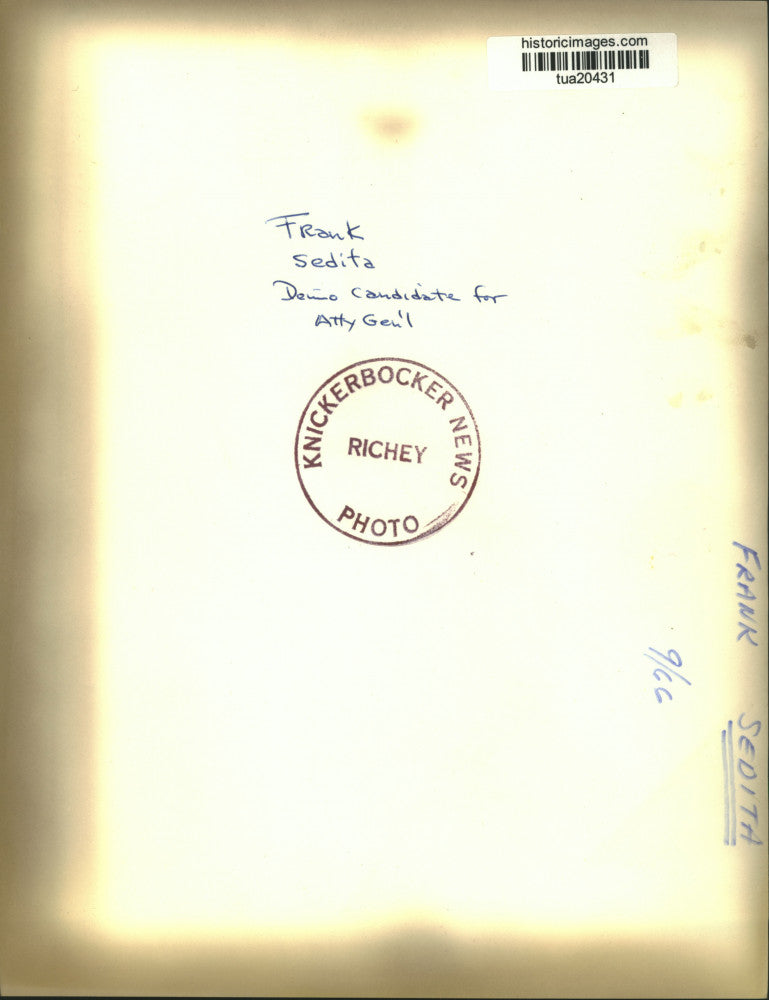 historicimages.com
tua20431
Frank
Sedita
Demo Candidate for
Atty Gen'l
KNICKERBOCKER NEWS
RICHEY
PHOTO
FRANK SEDITA
9/66